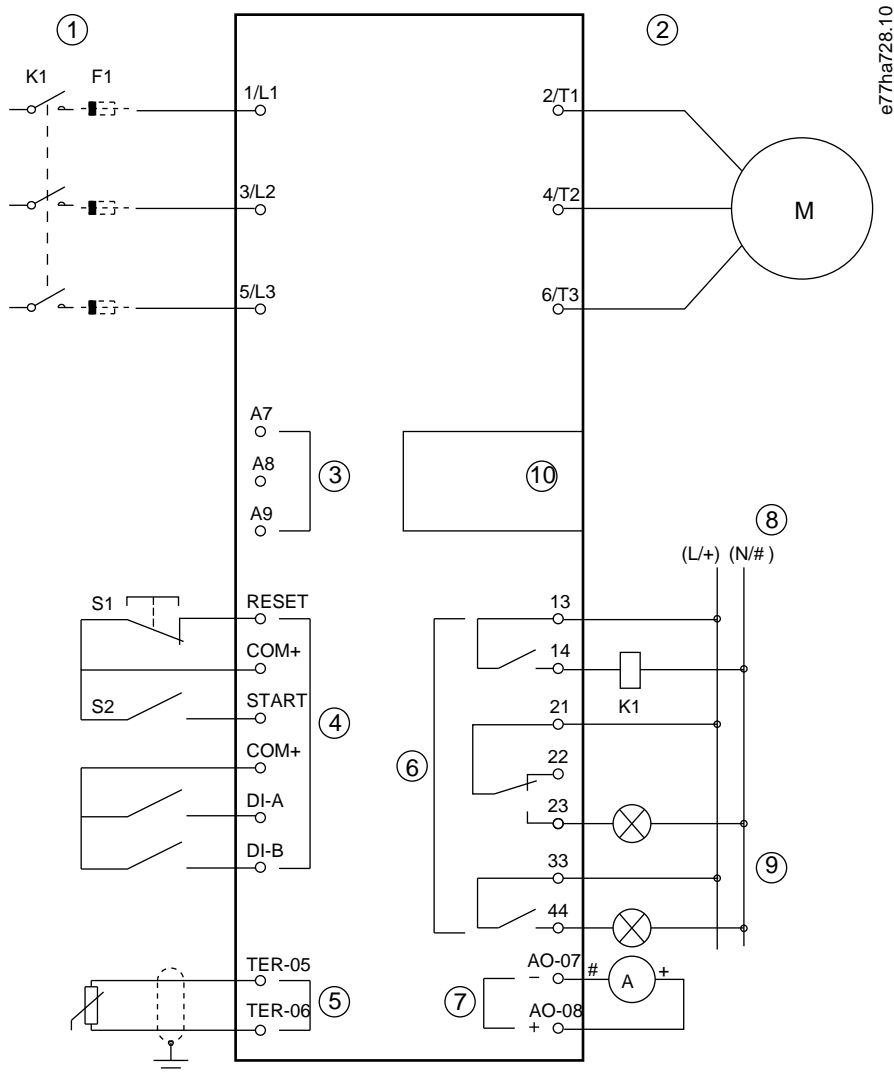 1
2
e77ha728.10
K1 F1
1/L1
2/T1
3/L2
4/T2
M
5/L3
6/T3
A7
A8
3
10
A9
8
(L/+) (N/#)
S1
RESET
13
COM+
14
S2
START
K1
4
21
COM+
6
22
DI-A
23
DI-B
33
9
44
TER-05
AO-07
# A +
−
5
7
TER-06
AO-08
+